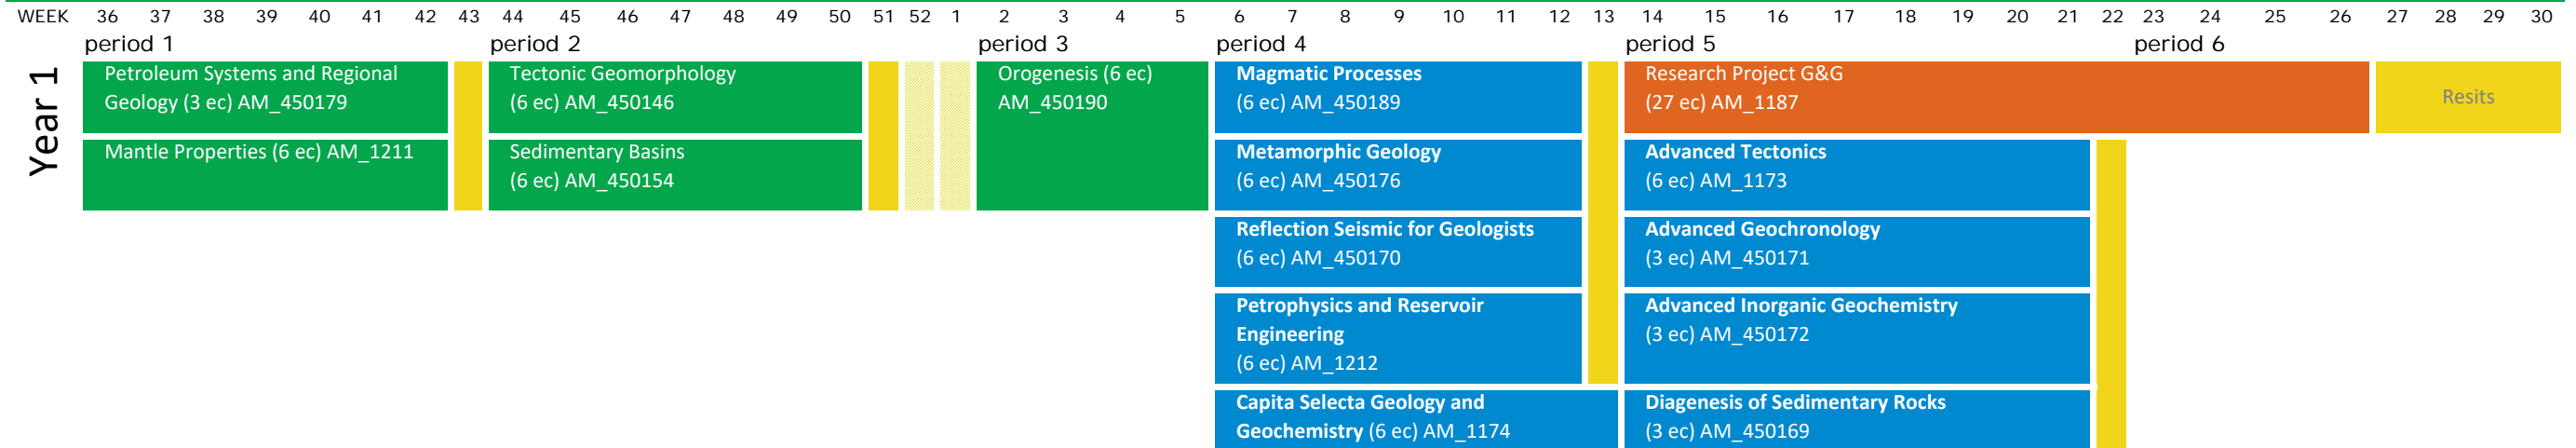 WEEK 36 37 38 39 40 41 42 43 44 45 46 47 48 49 50 51 52 1 2 3 4 5 6 7 8 9 10 11 12 13 14 15 16 17 18 19 20 21 22 23 24 25 26 27 28 29 30
period 1 period 2 period 3 period 4 period 5 period 6
Year 1
Petroleum Systems and Regional
Geology (3 ec) AM_450179
Mantle Properties (6 ec) AM_1211
Tectonic Geomorphology
(6 ec) AM_450146
Sedimentary Basins
(6 ec) AM_450154
Orogenesis (6 ec)
AM_450190
Magmatic Processes
(6 ec) AM_450189
Metamorphic Geology
(6 ec) AM_450176
Reflection Seismic for Geologists
(6 ec) AM_450170
Petrophysics and Reservoir
Engineering
(6 ec) AM_1212
Capita Selecta Geology and
Geochemistry (6 ec) AM_1174
Research Project G&G
(27 ec) AM_1187
Advanced Tectonics
(6 ec) AM_1173
Advanced Geochronology
(3 ec) AM_450171
Advanced Inorganic Geochemistry
(3 ec) AM_450172
Diagenesis of Sedimentary Rocks
(3 ec) AM_450169
Resits